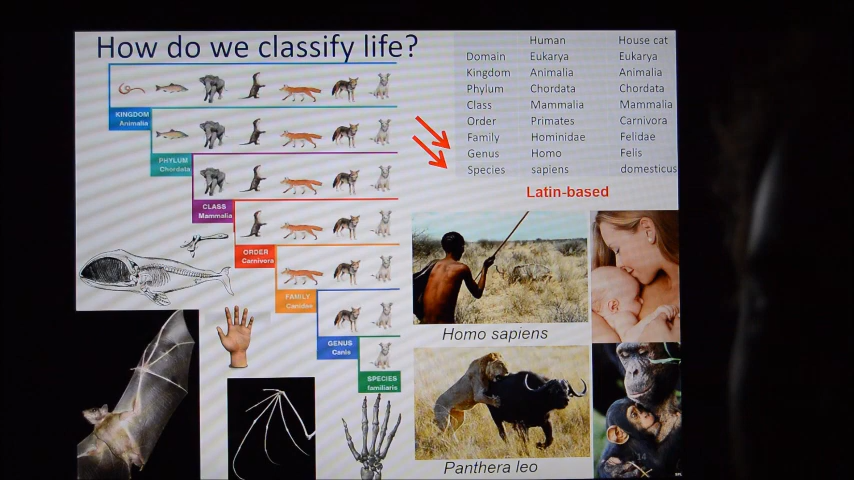 How do we classify life?
KINGDOM
Animalia
PHYLUM
Chordata
CLASS
Mammalia
ORDER
Carnivora
FAMILY
Canidae
GENUS
Canis
SPECIES
familiaris
Human House cat
Domain Eukarya Eukarya
Kingdom Animalia Animalia
Phylum Chordata Chordata
Class Mammalia Mammalia
Order Primates Carnivora
Family Hominidae Felidae
Genus Homo Felis
Species sapiens domesticus
Latin-based
Homo sapiens
Panthera leo
14